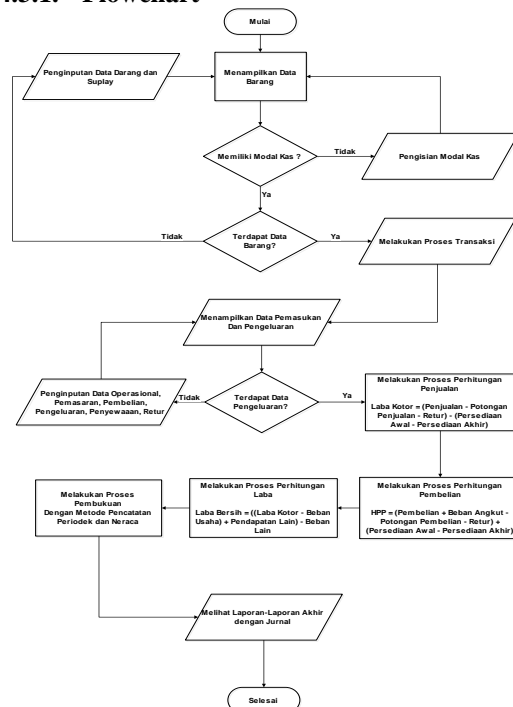 4.3.1. Flowchart
Mulai
Penginputan Data Darang dan
Suplay
Menampilkan Data
Barang
Memiliki Modal Kas ?
Tidak
Pengisian Modal Kas
Ya
Tidak
Terdapat Data
Barang?
Ya
Melakukan Proses Transaksi
Menampilkan Data Pemasukan
Dan Pengeluaran
Penginputan Data Operasional,
Pemasaran, Pembelian,
Pengeluaran, Penyewaaan, Retur
Tidak
Terdapat Data
Pengeluaran?
Ya
Melakukan Proses Perhitungan
Penjualan
Laba Kotor = (Penjualan - Potongan
Penjualan - Retur) - (Persediaan
Awal - Persediaan Akhir)
Melakukan Proses
Pembukuan
Dengan Metode Pencatatan
Periodek dan Neraca
Melakukan Proses Perhitungan
Laba
Laba Bersih = ((Laba Kotor - Beban
Usaha) + Pendapatan Lain) - Beban
Lain
Melakukan Proses Perhitungan
Pembelian
HPP = (Pembelian + Beban Angkut -
Potongan Pembelian - Retur) +
(Persediaan Awal - Persediaan Akhir)
Melihat Laporan-Laporan Akhir
dengan Jurnal
Selesai